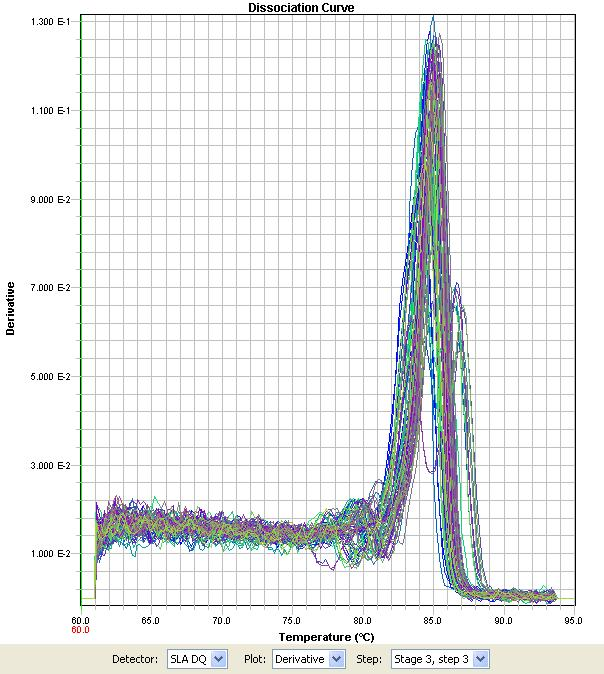 Dissociation Curve
1.300 E-1
1.100 E-1
9.000 E-2
7.000 E-2
5.000 E-2
3.000 E-2
1.000 E-2
Derivative
60.0 65.0 70.0 75.0 80.0 85.0 90.0 95.0
60.0
Temperature (°C)
Detector: SLA DQ Plot: Derivative Step: Stage 3, step 3